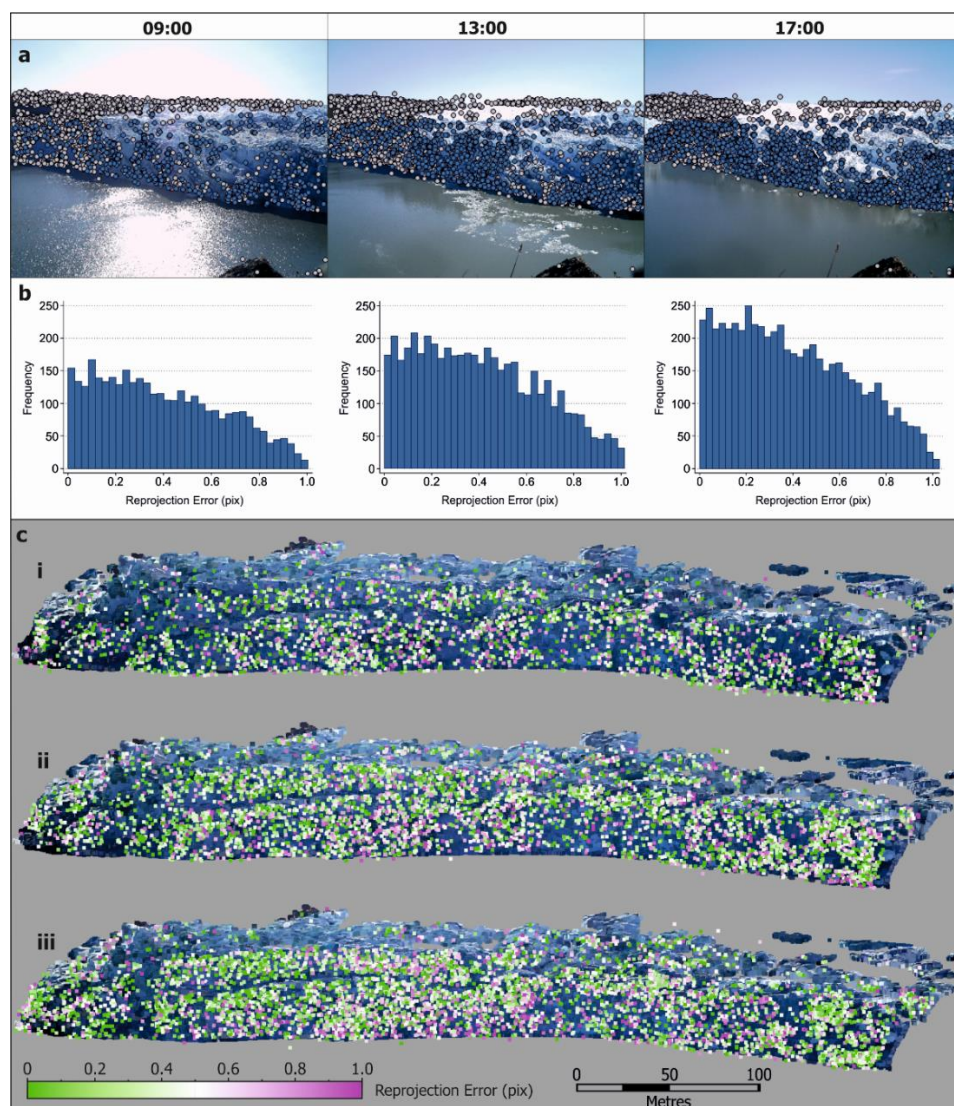 09:00 13:00 17:00
a
b
250
200
150
100
50
0
Frequency
0 0.2 0.4 0.6 0.8 1.0
Reprojection Error (pix)
250
200
150
100
50
0
Frequency
0 0.2 0.4 0.6 0.8 1.0
Reprojection Error (pix)
250
200
150
100
50
0
Frequency
0 0.2 0.4 0.6 0.8 1.0
Reprojection Error (pix)
c
i
ii
iii
0 0.2 0.4 0.6 0.8 1.0
Reprojection Error (pix)
0 50 100
Metres